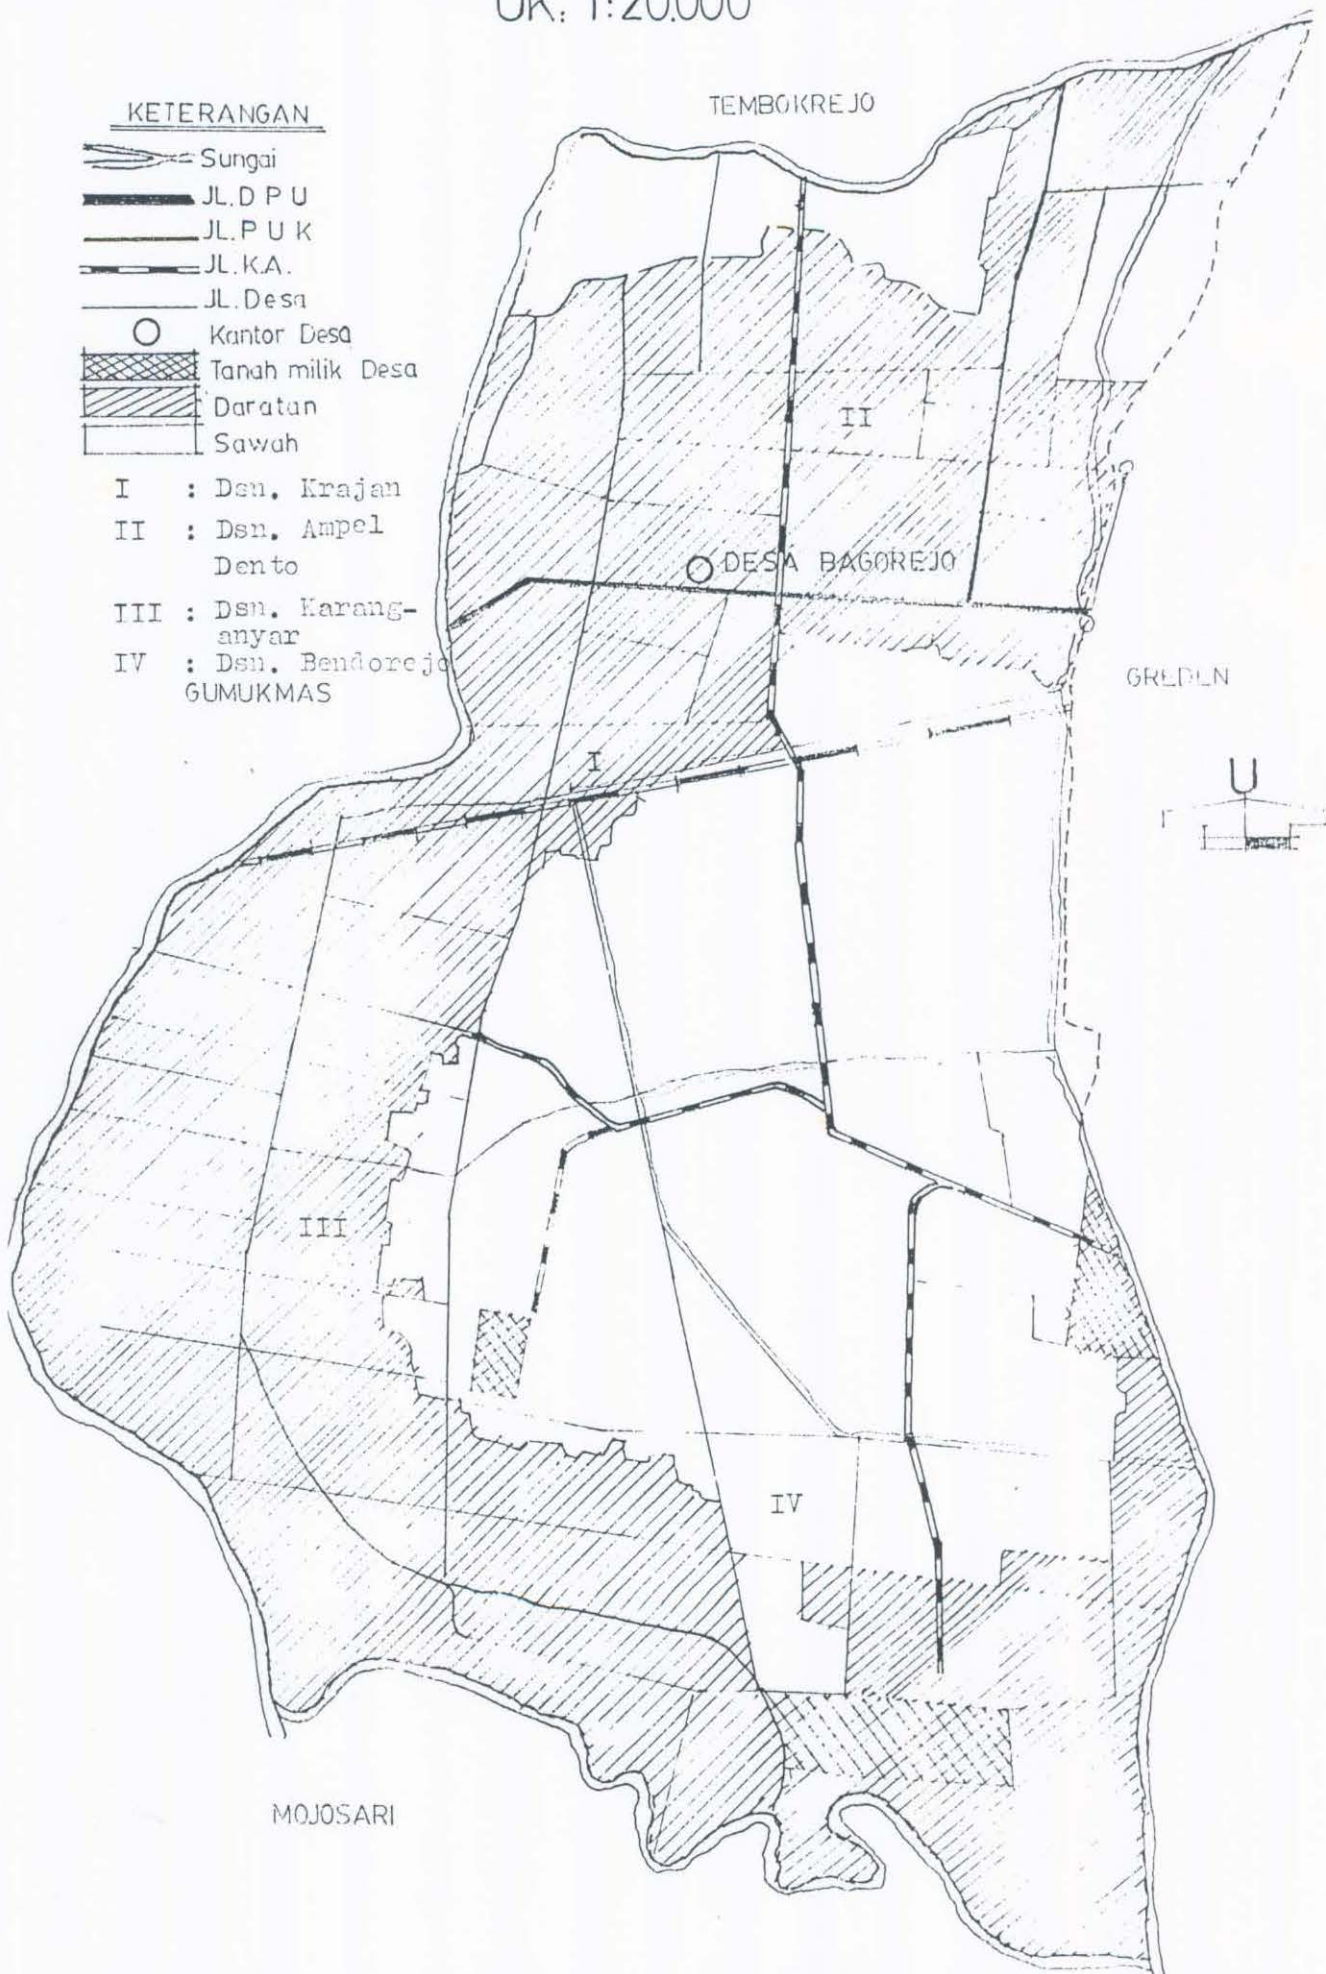 UK: 1:20.000
TEMBOKREJO
KETERANGAN
Sungai
JL.D P U
JL.P U K
JL.K.A.
JL.Desa
Kantor Desa
Tanah milik Desa
Daratan
Sawah
I : Dsn. Krajan
II : Dsn. Ampel
Dento
III : Dsn. Karang-
anyar
IV : Dsn. Bendorejo
GUMUKMAS
II
DESA BAGOREJO
GREDEN
I
U
III
IV
MOJOSARI